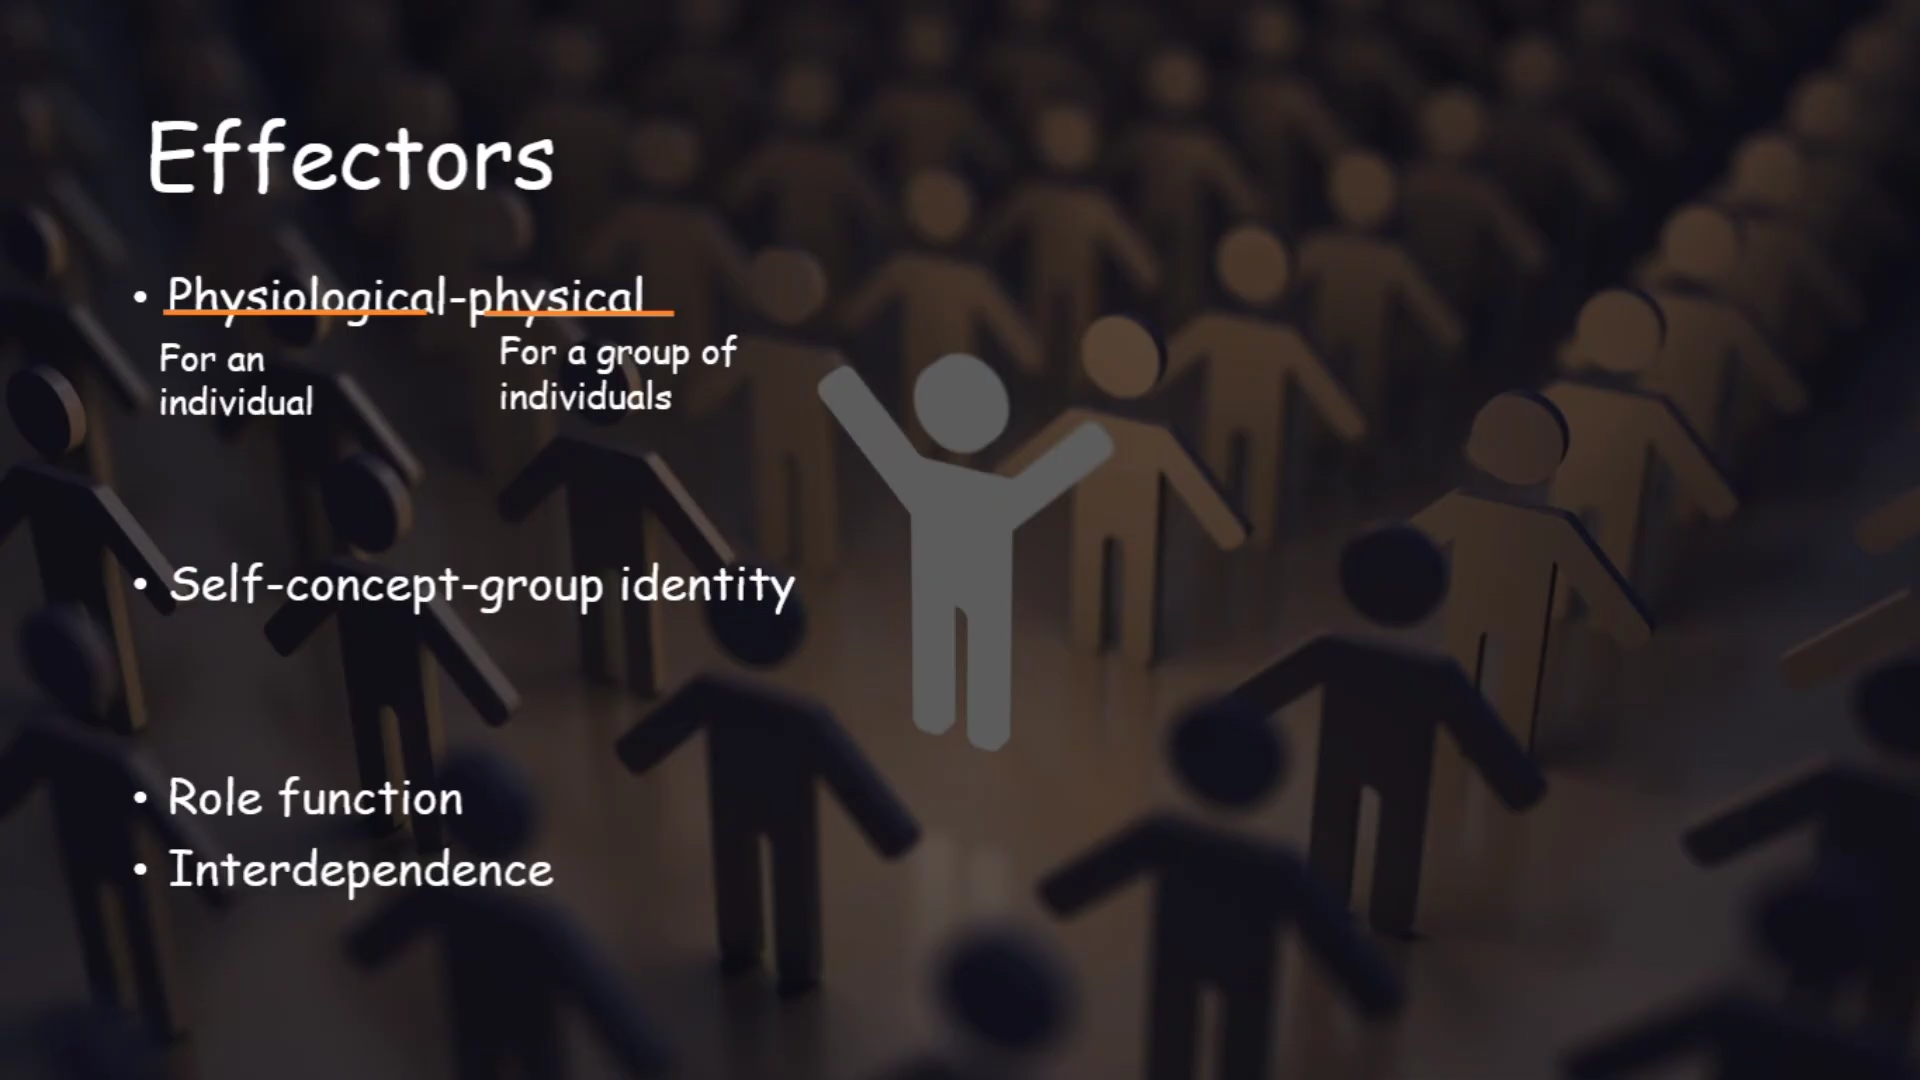 Effectors
• Physiological-physical
For an
individual
For a group of
individuals
• Self-concept-group identity
• Role function
• Interdependence